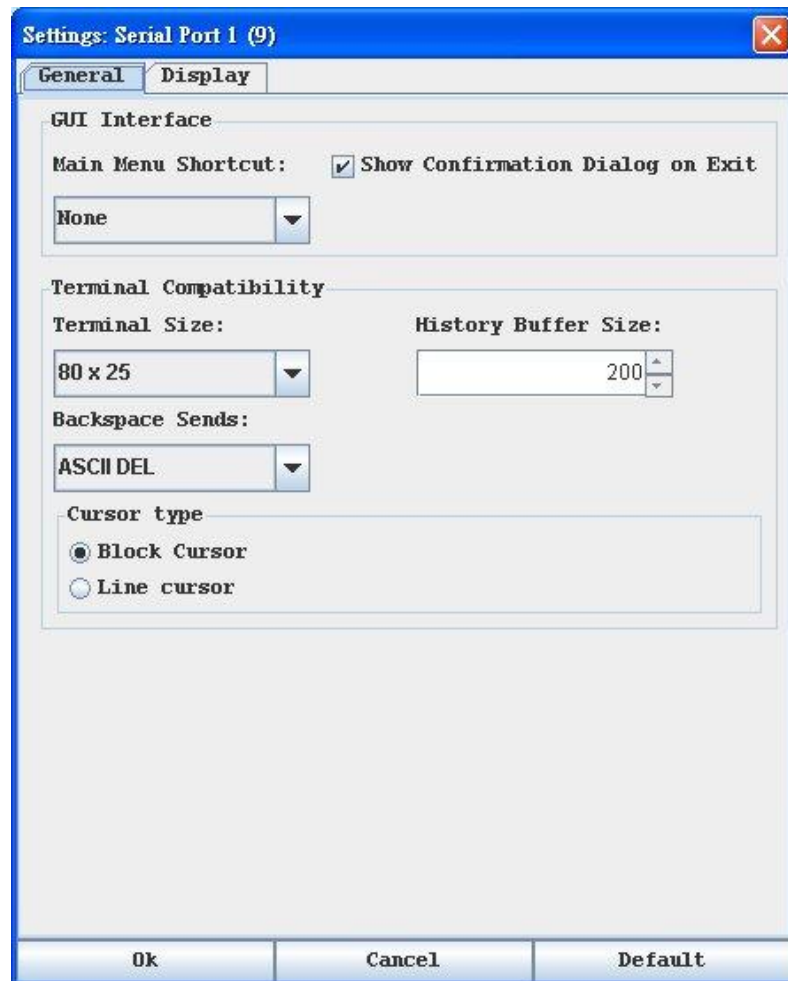 Settings: Serial Port 1 (9)
General Display
GUI Interface
Main Menu Shortcut: Show Confirmation Dialog on Exit
None
Terminal Compatibility
Terminal Size: History Buffer Size:
80 x 25 200
Backspace Sends:
ASCII DEL
Cursor type
Block Cursor
Line cursor
Ok Cancel Default